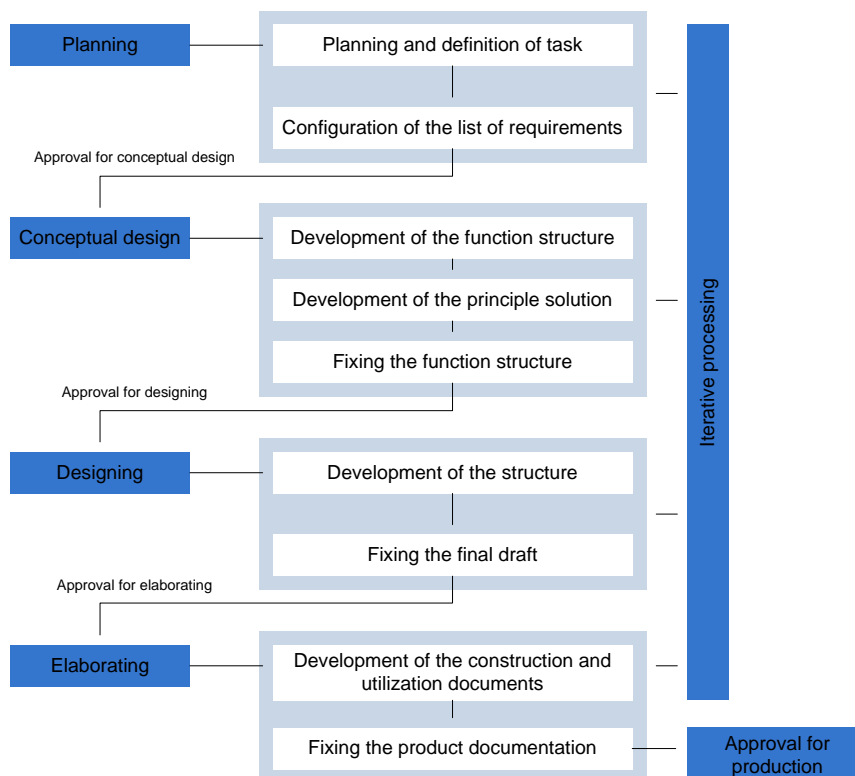 Planning
Planning and definition of task
Configuration of the list of requirements
Approval for conceptual design
Conceptual design
Development of the function structure
Development of the principle solution
Fixing the function structure
Approval for designing
Designing
Development of the structure
Fixing the final draft
Approval for elaborating
Elaborating
Development of the construction and
utilization documents
Fixing the product documentation
Iterative processing
Approval for
production